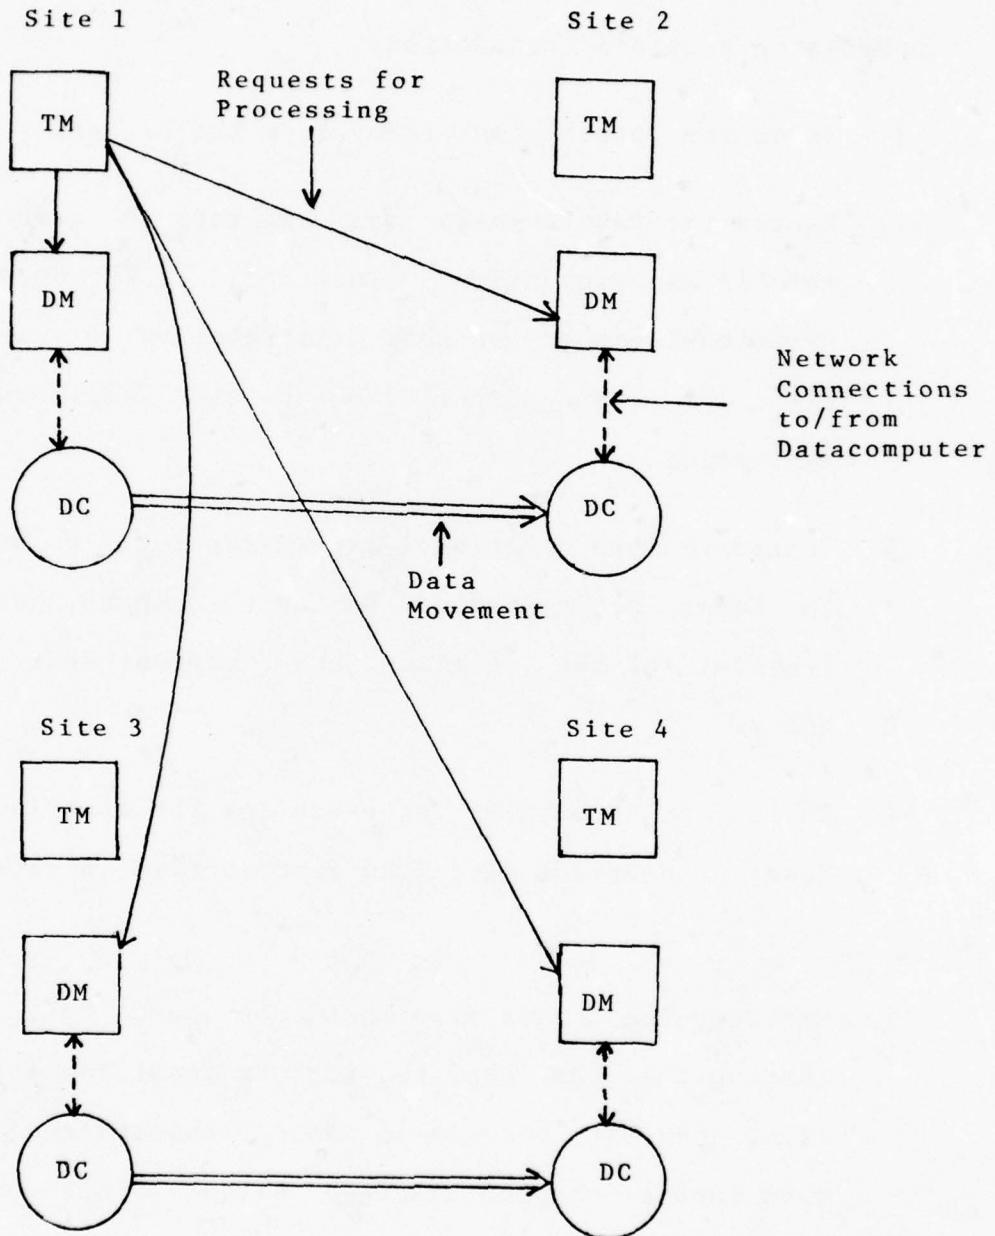 Site 1
Site 2
Requests for
Processing
TM
TM
DM
DM
Network
Connections
to/from
Datacomputer
DC
DC
Data
Movement
Site 3
Site 4
TM
TM
DM
DM
DC
DC